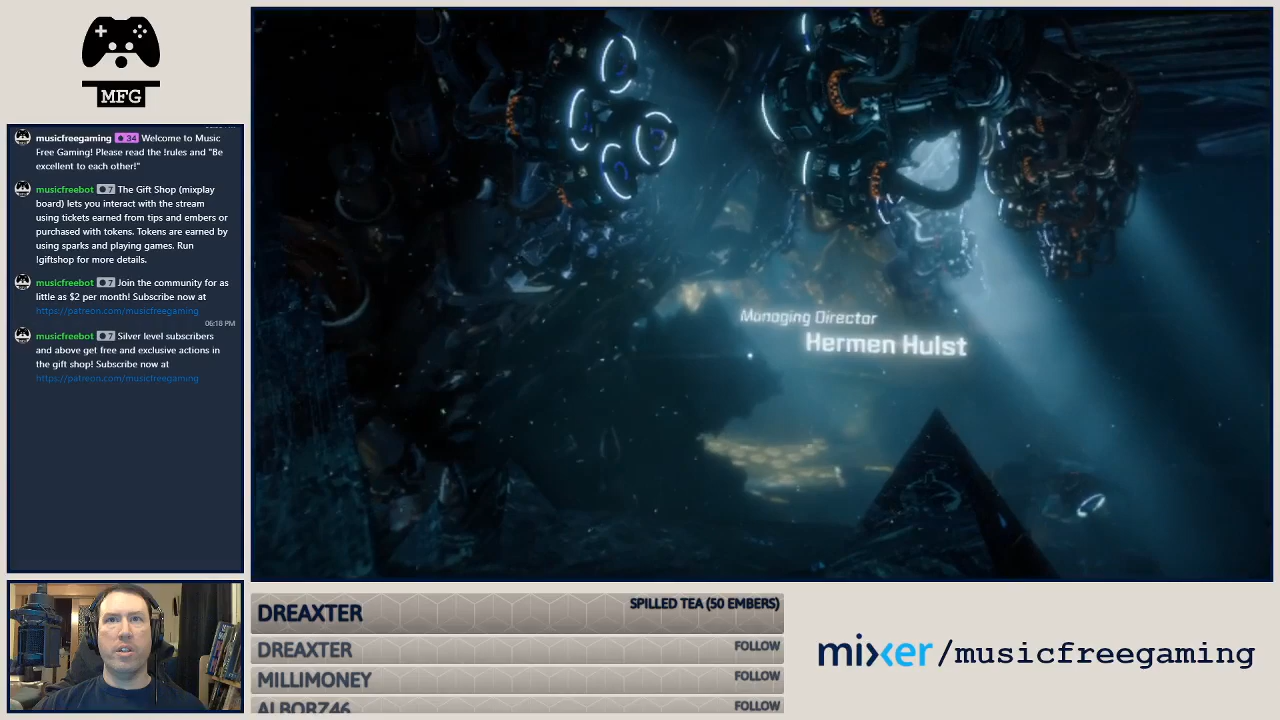 MFG
musicfreegaming 34 Welcome to Music
Free Gaming! Please read the !rules and "Be
excellent to each other!"
musicfreebot 7 The Gift Shop (mixplay
board) lets you interact with the stream
using tickets earned from tips and embers or
purchased with tokens. Tokens are earned by
using sparks and playing games. Run
!giftshop for more details.
musicfreebot 7 Join the community for as
little as $2 per month! Subscribe now at
https://patreon.com/musicfreegaming
06:18 PM
musicfreebot 7 Silver level subscribers
and above get free and exclusive actions in
the gift shop! Subscribe now at
https://patreon.com/musicfreegaming
Managing Director
Hermen Hulst
DREAXTER SPILLED TEA (50 EMBERS)
DREAXTER FOLLOW
MILLIMONEY FOLLOW
ALBORZ46 FOLLOW
mixer/musicfreegaming